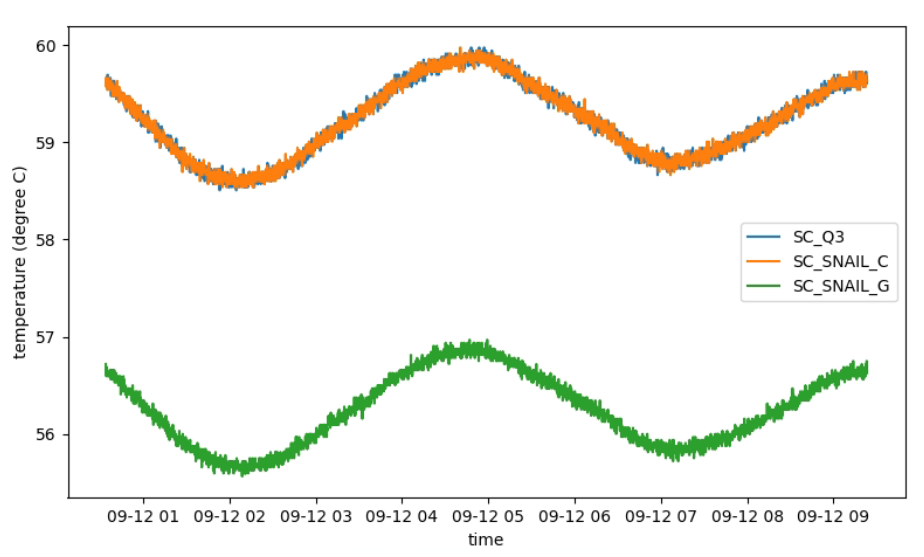 60
59
58
57
56
temperature (degree C)
SC_Q3
SC_SNAIL_C
SC_SNAIL_G
09-12 01 09-12 02 09-12 03 09-12 04 09-12 05 09-12 06 09-12 07 09-12 08 09-12 09
time